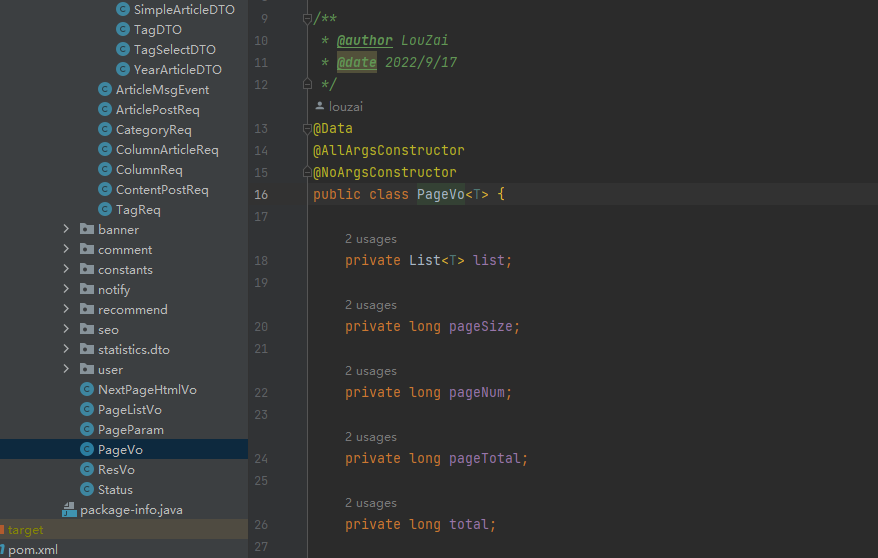 SimpleArticleDTO
TagDTO
TagSelectDTO
YearArticleDTO
ArticleMsgEvent
ArticlePostReq
CategoryReq
ColumnArticleReq
ColumnReq
ContentPostReq
TagReq
banner
comment
constants
notify
recommend
seo
statistics.dto
user
NextPageHtmlVo
PageListVo
PageParam
PageVo
ResVo
Status
package-info.java
target
pom.xml
9 /**
10 * @author LouZai
11 * @date 2022/9/17
12 */
louzai
13 @Data
14 @AllArgsConstructor
15 @NoArgsConstructor
16 public class PageVo<T> {
17
2 usages
18 private List<T> list;
19
2 usages
20 private long pageSize;
21
2 usages
22 private long pageNum;
23
2 usages
24 private long pageTotal;
25
2 usages
26 private long total;
27